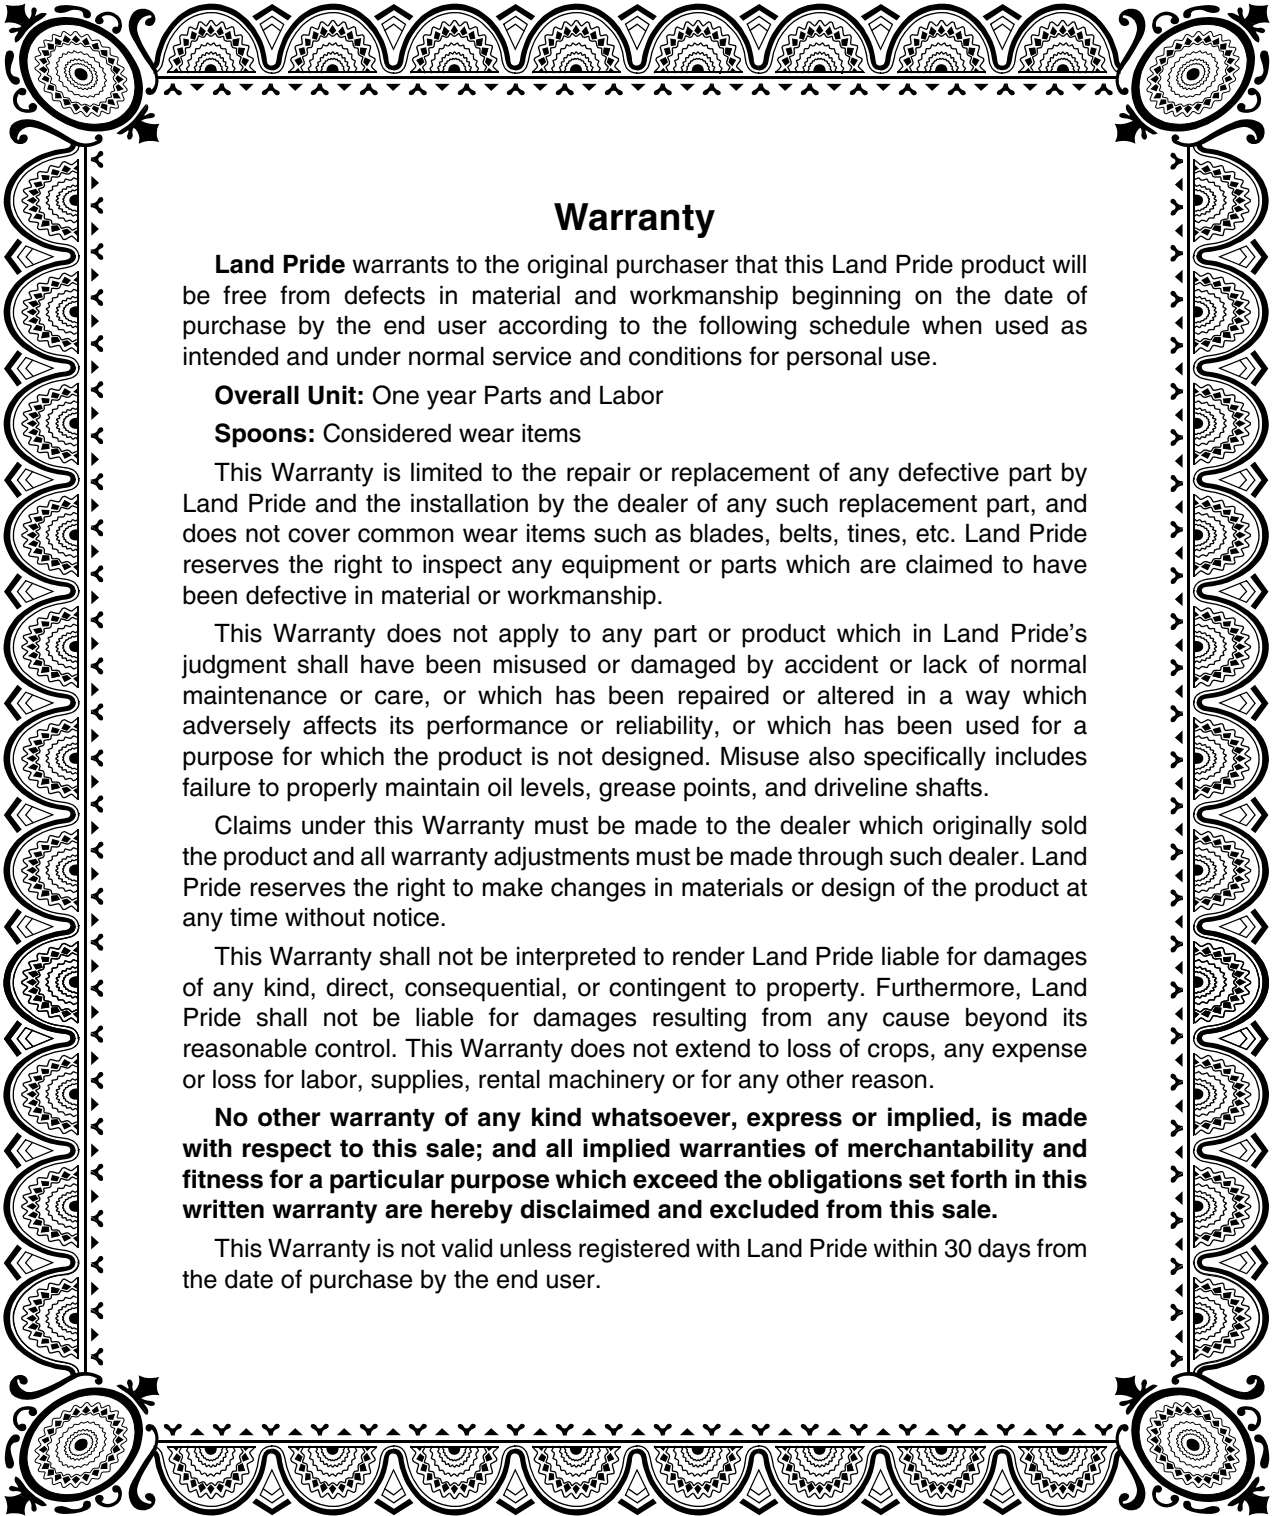 Warranty
Land Pride warrants to the original purchaser that this Land Pride product will
be free from defects in material and workmanship beginning on the date of
purchase by the end user according to the following schedule when used as
intended and under normal service and conditions for personal use.
Overall Unit: One year Parts and Labor
Spoons: Considered wear items
This Warranty is limited to the repair or replacement of any defective part by
Land Pride and the installation by the dealer of any such replacement part, and
does not cover common wear items such as blades, belts, tines, etc. Land Pride
reserves the right to inspect any equipment or parts which are claimed to have
been defective in material or workmanship.
This Warranty does not apply to any part or product which in Land Pride’s
judgment shall have been misused or damaged by accident or lack of normal
maintenance or care, or which has been repaired or altered in a way which
adversely affects its performance or reliability, or which has been used for a
purpose for which the product is not designed. Misuse also specifically includes
failure to properly maintain oil levels, grease points, and driveline shafts.
Claims under this Warranty must be made to the dealer which originally sold
the product and all warranty adjustments must be made through such dealer. Land
Pride reserves the right to make changes in materials or design of the product at
any time without notice.
This Warranty shall not be interpreted to render Land Pride liable for damages
of any kind, direct, consequential, or contingent to property. Furthermore, Land
Pride shall not be liable for damages resulting from any cause beyond its
reasonable control. This Warranty does not extend to loss of crops, any expense
or loss for labor, supplies, rental machinery or for any other reason.
No other warranty of any kind whatsoever, express or implied, is made
with respect to this sale; and all implied warranties of merchantability and
fitness for a particular purpose which exceed the obligations set forth in this
written warranty are hereby disclaimed and excluded from this sale.
This Warranty is not valid unless registered with Land Pride within 30 days from
the date of purchase by the end user.